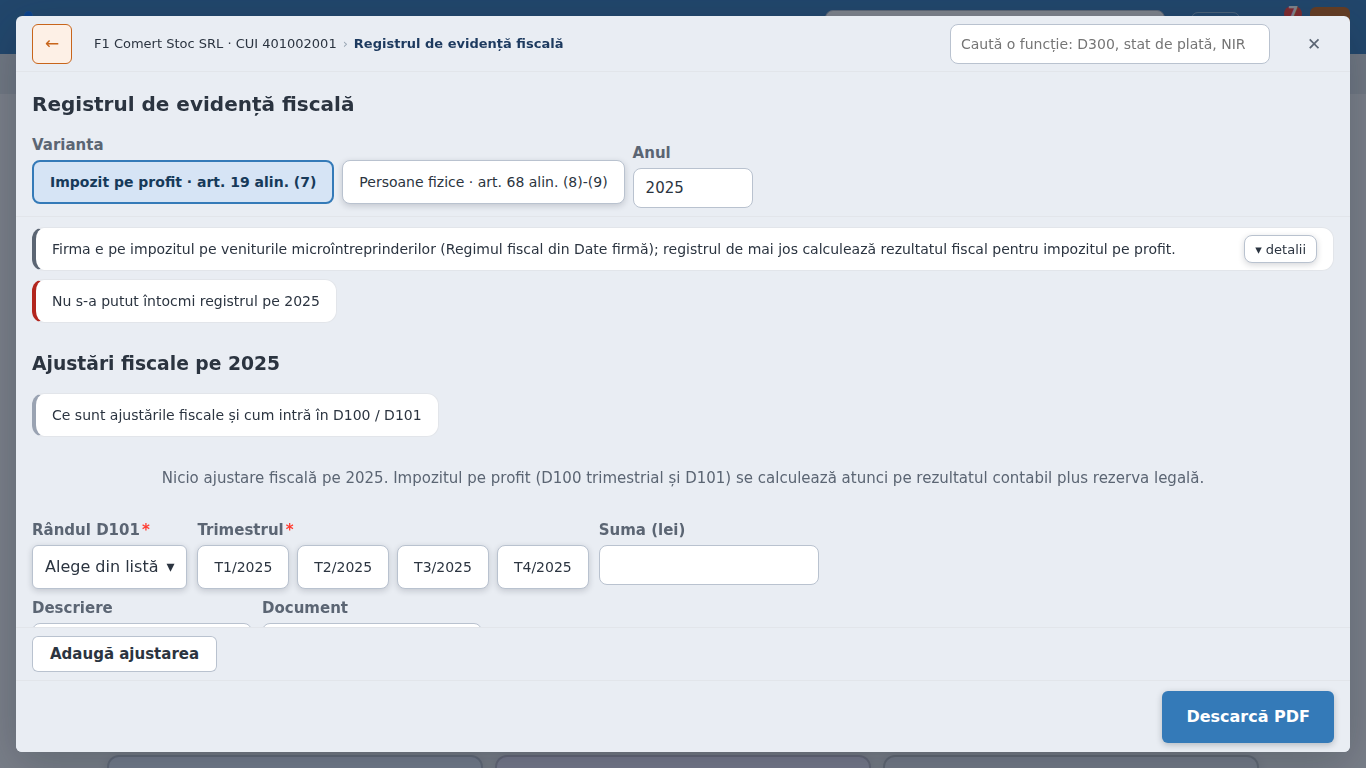 7
←
F1 Comert Stoc SRL · CUI 401002001 › Registrul de evidență fiscală
Caută o funcție: D300, stat de plată, NIR
✕
Registrul de evidență fiscală
Varianta
Anul
Impozit pe profit · art. 19 alin. (7)
Persoane fizice · art. 68 alin. (8)-(9)
2025
Firma e pe impozitul pe veniturile microîntreprinderilor (Regimul fiscal din Date firmă); registrul de mai jos calculează rezultatul fiscal pentru impozitul pe profit.
▾ detalii
Nu s-a putut întocmi registrul pe 2025
Ajustări fiscale pe 2025
Ce sunt ajustările fiscale și cum intră în D100 / D101
Nicio ajustare fiscală pe 2025. Impozitul pe profit (D100 trimestrial și D101) se calculează atunci pe rezultatul contabil plus rezerva legală.
Rândul D101 *
Trimestrul *
Suma (lei)
Alege din listă ▾
T1/2025
T2/2025
T3/2025
T4/2025
Descriere
Document
Adaugă ajustarea
Descarcă PDF